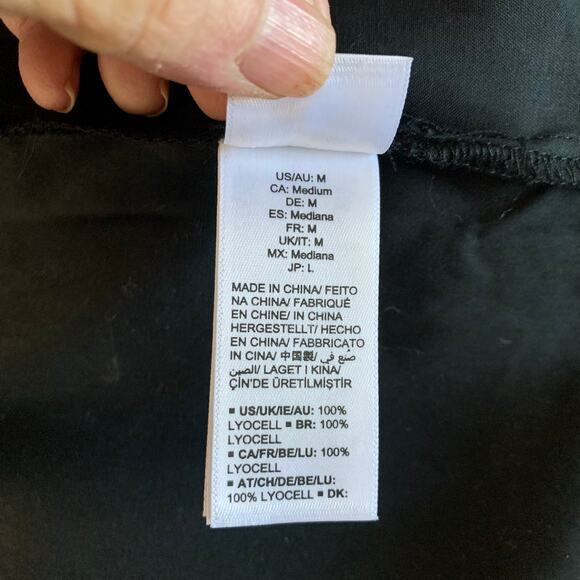 US/AU: M
CA: Medium
DE: M
ES: Mediana
FR: M
UK/IT: M
MX: Mediana
JP: L
MADE IN CHINA/ FEITO
NA CHINA/ FABRIQUÉ
EN CHINE/ IN CHINA
HERGESTELLT/ HECHO
EN CHINA/ FABBRICATO
IN CINA/ 中国製/ صُنع في
الصين/ LAGET I KINA/
ÇİN'DE ÜRETİLMİŞTİR
▪ US/UK/IE/AU: 100%
LYOCELL ▪ BR: 100%
LYOCELL
▪ CA/FR/BE/LU: 100%
LYOCELL
▪ AT/CH/DE/BE/LU:
100% LYOCELL ▪ DK: